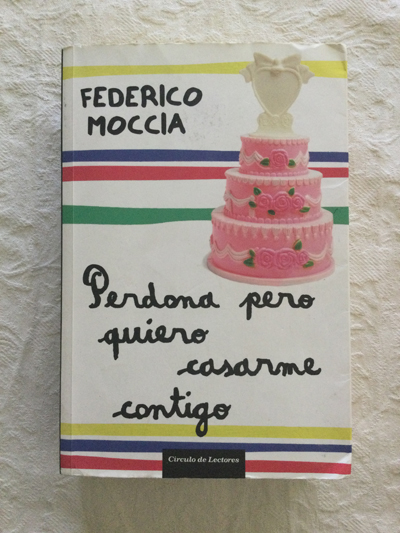 FEDERICO
MOCCIA
Perdona pero
quiero
casarme
contigo
Círculo de Lectores